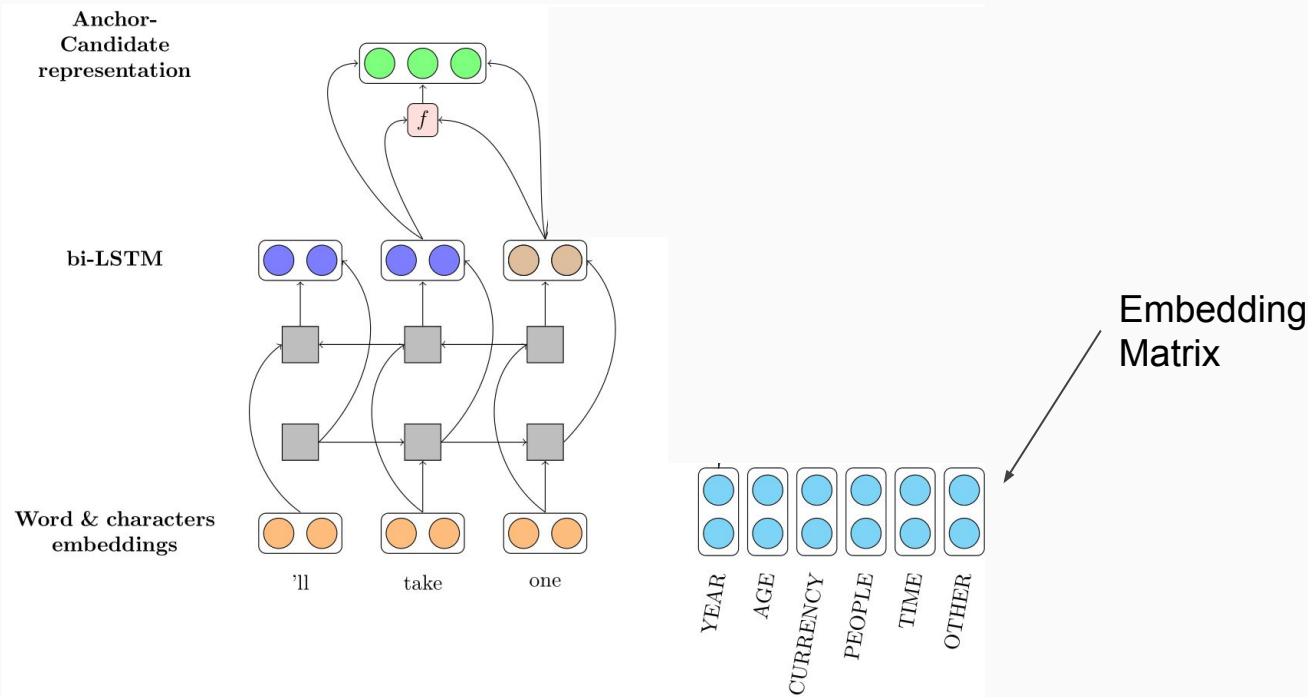 Anchor-
Candidate
representation
f
bi-LSTM
Embedding
Matrix
Word & characters
embeddings
'll take one
YEAR
AGE
CURRENCY
PEOPLE
TIME
OTHER